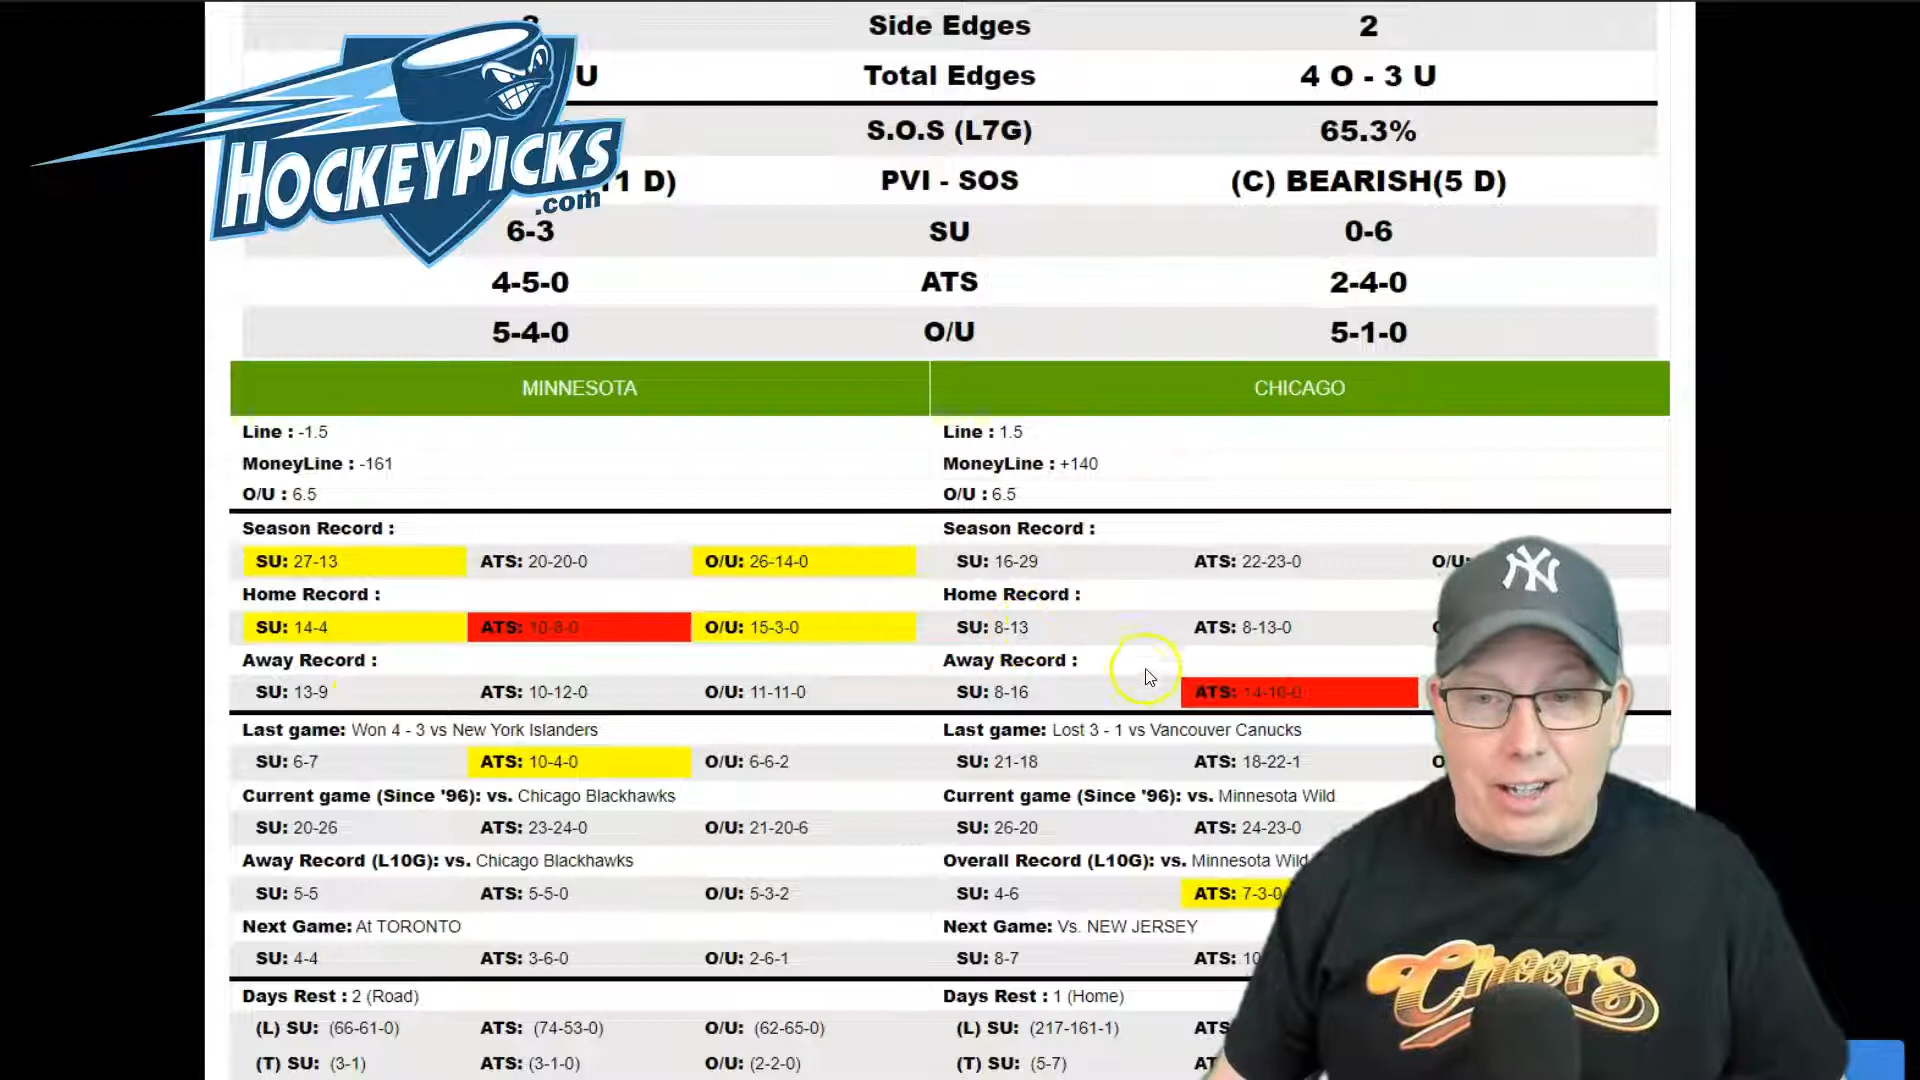 Side Edges 2
U Total Edges 4 O - 3 U
S.O.S (L7G) 65.3%
HOCKEYPICKS
.com
1 D) PVI - SOS (C) BEARISH(5 D)
6-3 SU 0-6
4-5-0 ATS 2-4-0
5-4-0 O/U 5-1-0
MINNESOTA CHICAGO
Line : -1.5 Line : 1.5
MoneyLine : -161 MoneyLine : +140
O/U : 6.5 O/U : 6.5
Season Record : Season Record :
SU: 27-13 ATS: 20-20-0 O/U: 26-14-0 SU: 16-29 ATS: 22-23-0 O/U:
Home Record : Home Record :
SU: 14-4 ATS: 10-8-0 O/U: 15-3-0 SU: 8-13 ATS: 8-13-0
Away Record : Away Record :
SU: 13-9 ATS: 10-12-0 O/U: 11-11-0 SU: 8-16 ATS: 14-10-0
Last game: Won 4 - 3 vs New York Islanders Last game: Lost 3 - 1 vs Vancouver Canucks
SU: 6-7 ATS: 10-4-0 O/U: 6-6-2 SU: 21-18 ATS: 18-22-1
Current game (Since '96): vs. Chicago Blackhawks Current game (Since '96): vs. Minnesota Wild
SU: 20-26 ATS: 23-24-0 O/U: 21-20-6 SU: 26-20 ATS: 24-23-0
Away Record (L10G): vs. Chicago Blackhawks Overall Record (L10G): vs. Minnesota Wild
SU: 5-5 ATS: 5-5-0 O/U: 5-3-2 SU: 4-6 ATS: 7-3-0
Next Game: At TORONTO Next Game: Vs. NEW JERSEY
SU: 4-4 ATS: 3-6-0 O/U: 2-6-1 SU: 8-7 ATS: 10
Days Rest : 2 (Road) Days Rest : 1 (Home)
(L) SU: (66-61-0) ATS: (74-53-0) O/U: (62-65-0) (L) SU: (217-161-1) ATS
(T) SU: (3-1) ATS: (3-1-0) O/U: (2-2-0) (T) SU: (5-7) AT
NY
Cheers